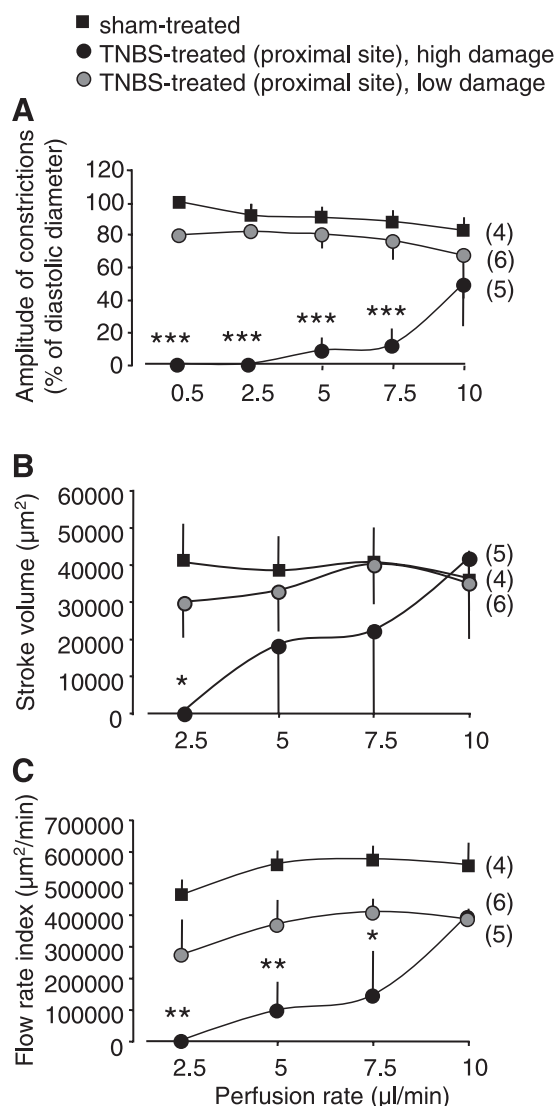 sham-treated
TNBS-treated (proximal site), high damage
TNBS-treated (proximal site), low damage
A
Amplitude of constrictions
(% of diastolic diameter)
120
100
80
60
40
20
0
(4)
(6)
(5)
*** *** *** ***
0.5 2.5 5 7.5 10
B
Stroke volume (µm²)
60000
50000
40000
30000
20000
10000
0
(5)
(4)
(6)
*
2.5 5 7.5 10
C
Flow rate index (µm²/min)
700000
600000
500000
400000
300000
200000
100000
0
(4)
(6)
(5)
** ** *
2.5 5 7.5 10
Perfusion rate (µl/min)